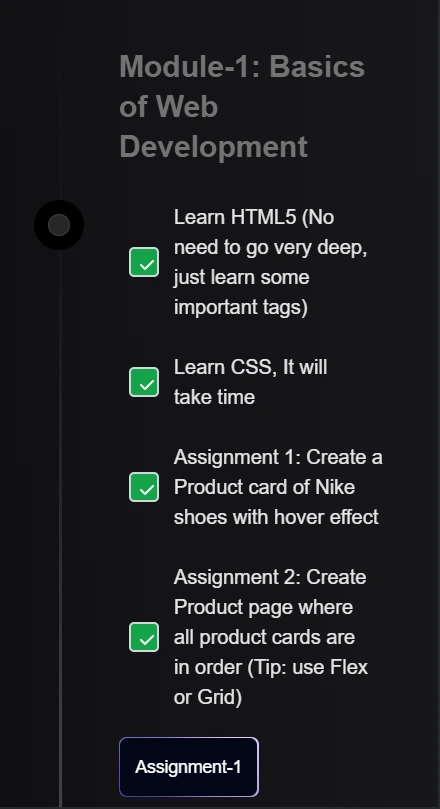 Module-1: Basics
of Web
Development
Learn HTML5 (No
need to go very deep,
just learn some
important tags)
Learn CSS, It will
take time
Assignment 1: Create a
Product card of Nike
shoes with hover effect
Assignment 2: Create
Product page where
all product cards are
in order (Tip: use Flex
or Grid)
Assignment-1